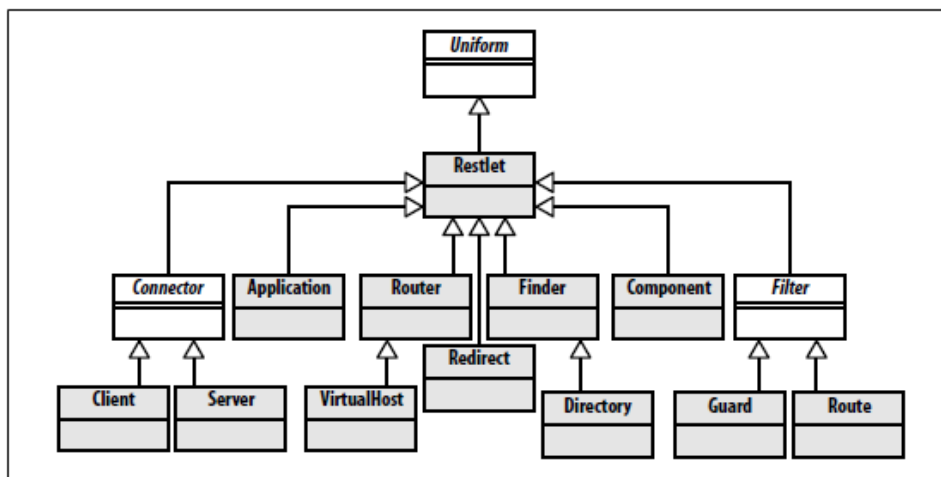 Uniform
Restlet
Connector
Application
Router
Finder
Component
Filter
Redirect
Client
Server
VirtualHost
Directory
Guard
Route